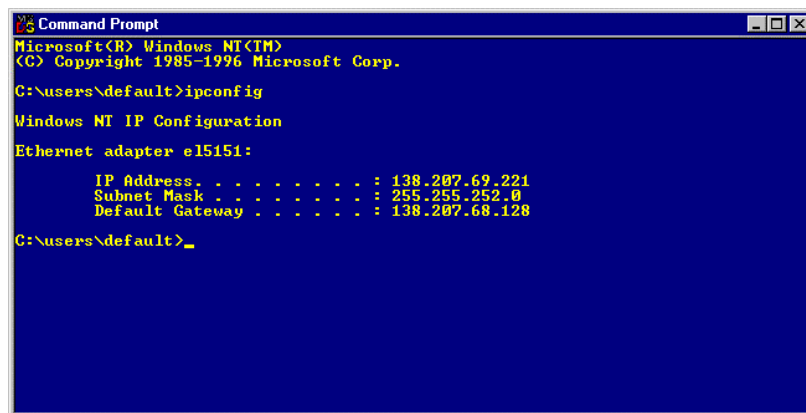 Command Prompt
Microsoft(R) Windows NT(TM)
(C) Copyright 1985-1996 Microsoft Corp.
C:\users\default>ipconfig
Windows NT IP Configuration
Ethernet adapter el5151:
IP Address. . . . . . . . . : 138.207.69.221
Subnet Mask . . . . . . . . : 255.255.252.0
Default Gateway . . . . . . : 138.207.68.128
C:\users\default>_